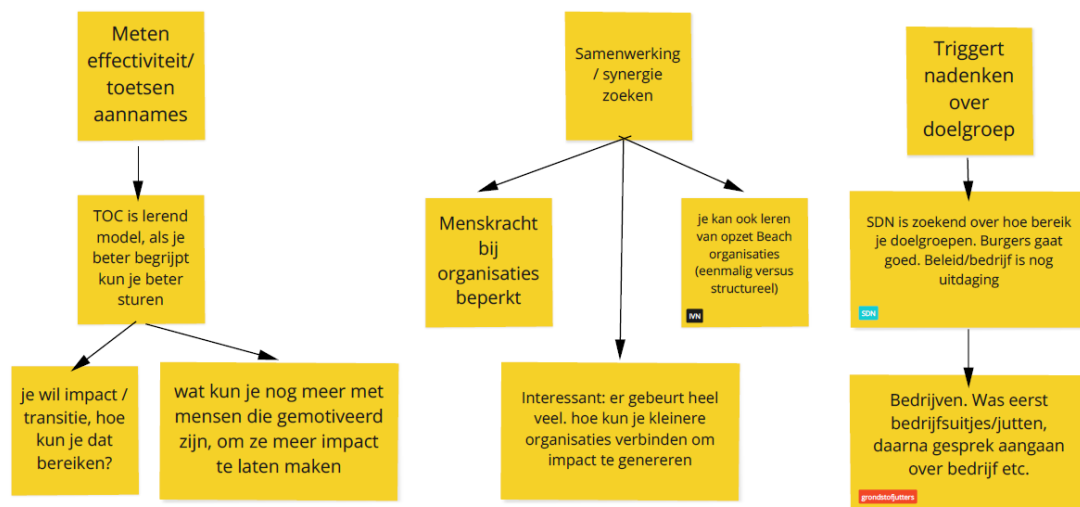 Meten
effectiviteit/
toetsen
aannames
TOC is lerend
model, als je
beter begrijpt
kun je beter
sturen
je wil impact /
transitie, hoe
kun je dat
bereiken?
wat kun je nog meer met
mensen die gemotiveerd
zijn, om ze meer impact
te laten maken
Samenwerking
/ synergie
zoeken
Menskracht
bij
organisaties
beperkt
je kan ook leren
van opzet Beach
organisaties
(eenmalig versus
structureel)
IVN
Interessant: er gebeurt heel
veel. hoe kun je kleinere
organisaties verbinden om
impact te genereren
Triggert
nadenken
over
doelgroep
SDN is zoekend over hoe bereik
je doelgroepen. Burgers gaat
goed. Beleid/bedrijf is nog
uitdaging
SDN
Bedrijven. Was eerst
bedrijfsuitjes/jutten,
daarna gesprek aangaan
over bedrijf etc.
grondstofjutters